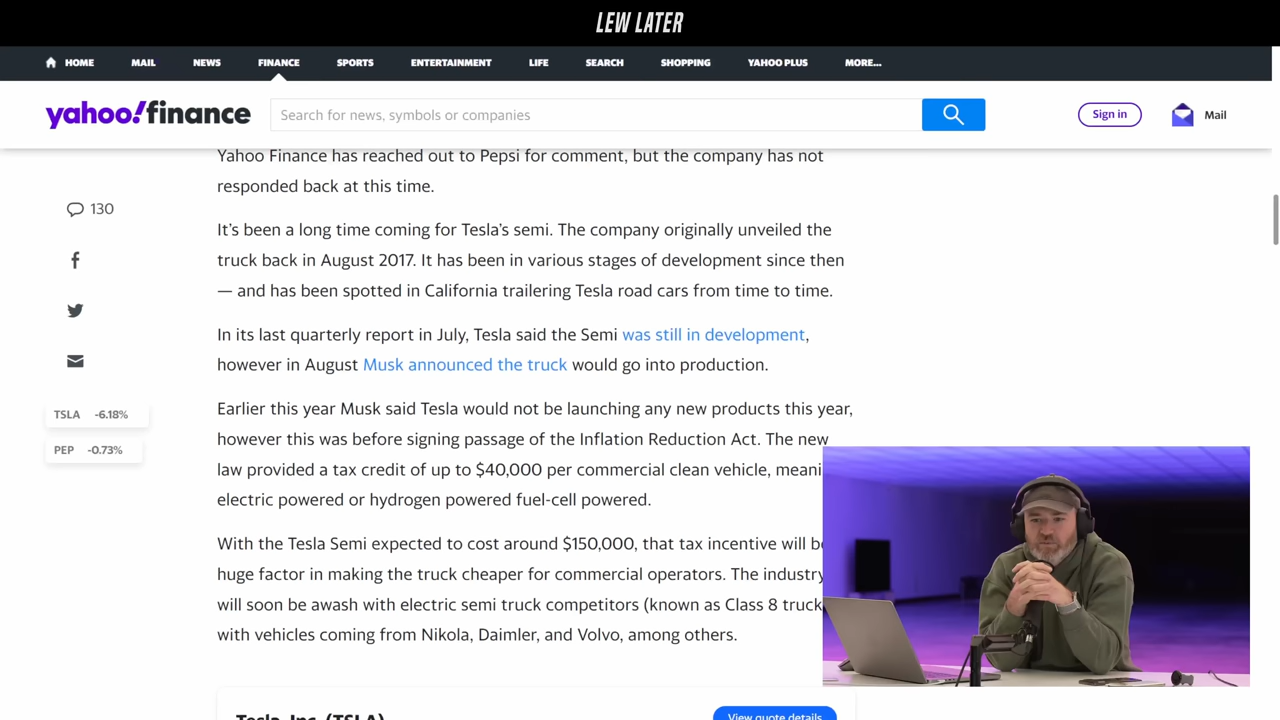 LEW LATER
HOME MAIL NEWS FINANCE SPORTS ENTERTAINMENT LIFE SEARCH SHOPPING YAHOO PLUS MORE...
yahoo!finance Search for news, symbols or companies Sign in Mail
Yahoo Finance has reached out to Pepsi for comment, but the company has not
responded back at this time.
130
It’s been a long time coming for Tesla’s semi. The company originally unveiled the
truck back in August 2017. It has been in various stages of development since then
— and has been spotted in California trailering Tesla road cars from time to time.
In its last quarterly report in July, Tesla said the Semi was still in development,
however in August Musk announced the truck would go into production.
TSLA -6.18%
PEP -0.73%
Earlier this year Musk said Tesla would not be launching any new products this year,
however this was before signing passage of the Inflation Reduction Act. The new
law provided a tax credit of up to $40,000 per commercial clean vehicle, meani
electric powered or hydrogen powered fuel-cell powered.
With the Tesla Semi expected to cost around $150,000, that tax incentive will b
huge factor in making the truck cheaper for commercial operators. The industry
will soon be awash with electric semi truck competitors (known as Class 8 truck
with vehicles coming from Nikola, Daimler, and Volvo, among others.
Tesla, Inc. (TSLA) View quote details